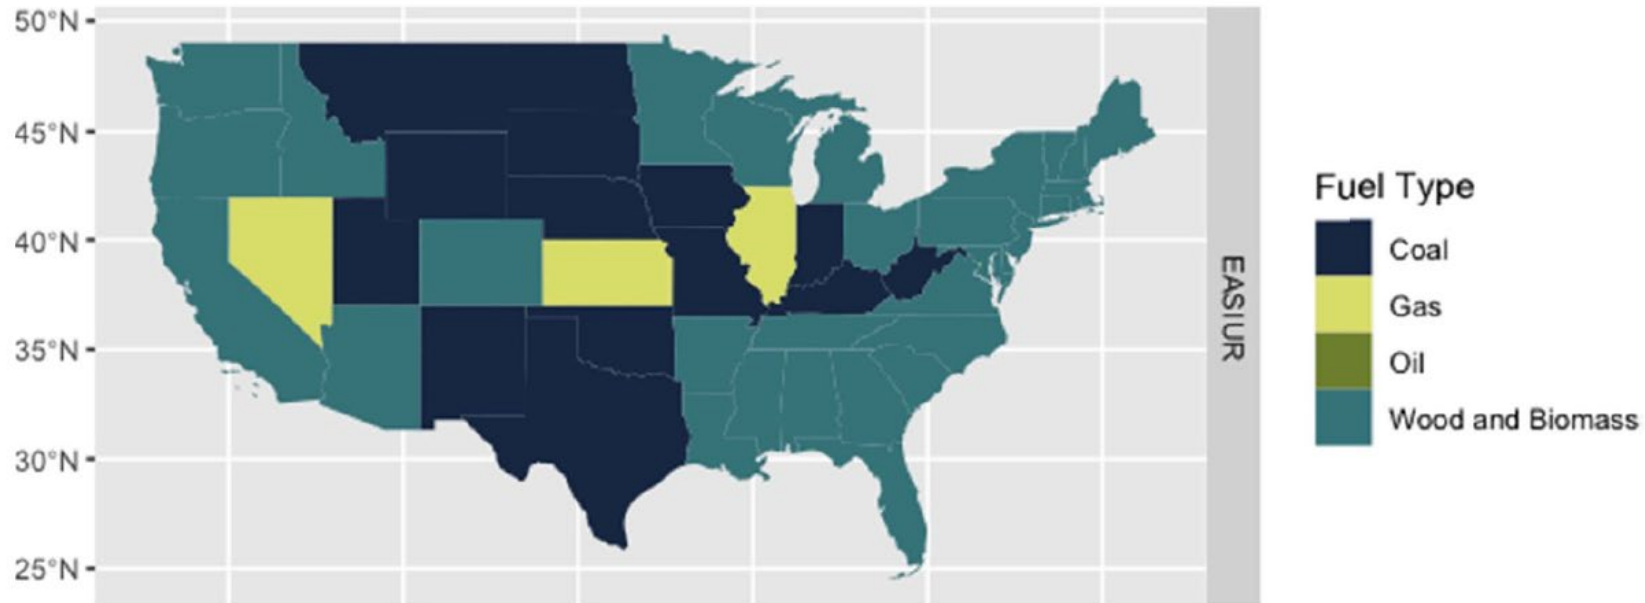 50°N
45°N
40°N
35°N
30°N
25°N
EASIUR
Fuel Type
Coal
Gas
Oil
Wood and Biomass